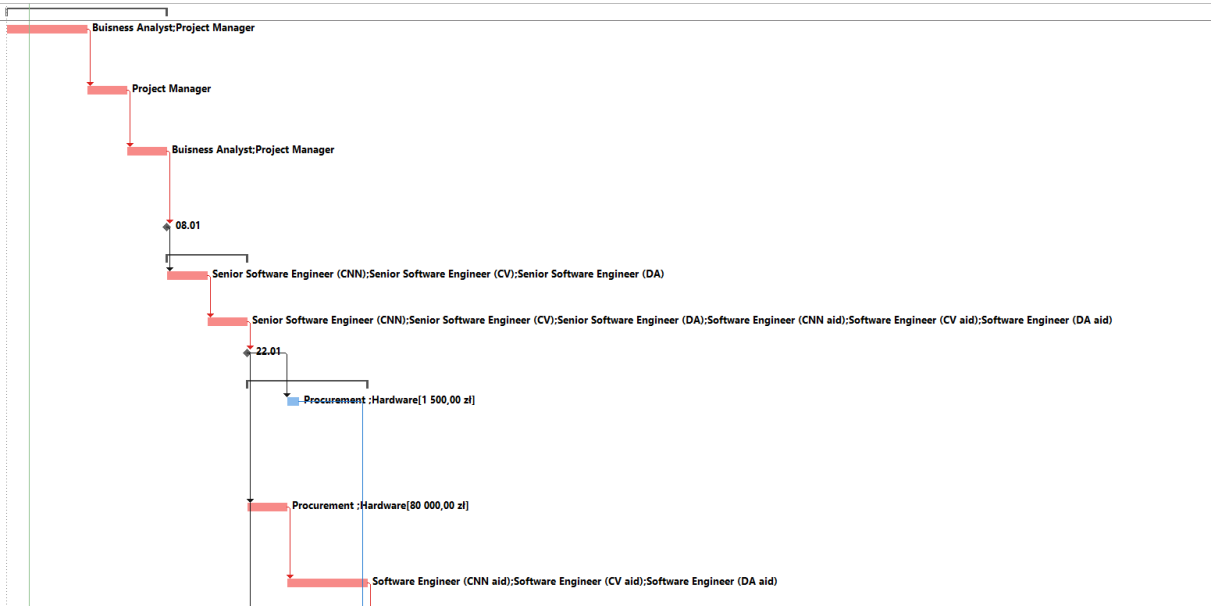 Buisness Analyst;Project Manager
Project Manager
Buisness Analyst;Project Manager
08.01
Senior Software Engineer (CNN);Senior Software Engineer (CV);Senior Software Engineer (DA)
Senior Software Engineer (CNN);Senior Software Engineer (CV);Senior Software Engineer (DA);Software Engineer (CNN aid);Software Engineer (CV aid);Software Engineer (DA aid)
22.01
Procurement ;Hardware[1 500,00 zł]
Procurement ;Hardware[80 000,00 zł]
Software Engineer (CNN aid);Software Engineer (CV aid);Software Engineer (DA aid)